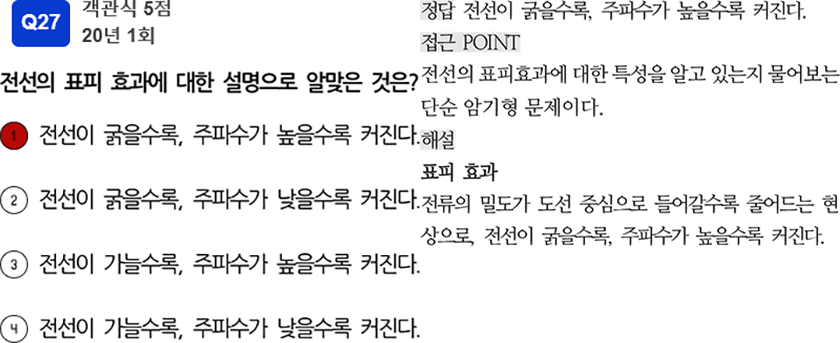 Q27
객관식 5점
20년 1회
전선의 표피 효과에 대한 설명으로 알맞은 것은?
1 전선이 굵을수록, 주파수가 높을수록 커진다.
2 전선이 굵을수록, 주파수가 낮을수록 커진다.
3 전선이 가늘수록, 주파수가 높을수록 커진다.
4 전선이 가늘수록, 주파수가 낮을수록 커진다.
정답 전선이 굵을수록, 주파수가 높을수록 커진다.
접근 POINT
전선의 표피효과에 대한 특성을 알고 있는지 물어보는
단순 암기형 문제이다.
해설
표피 효과
전류의 밀도가 도선 중심으로 들어갈수록 줄어드는 현
상으로, 전선이 굵을수록, 주파수가 높을수록 커진다.